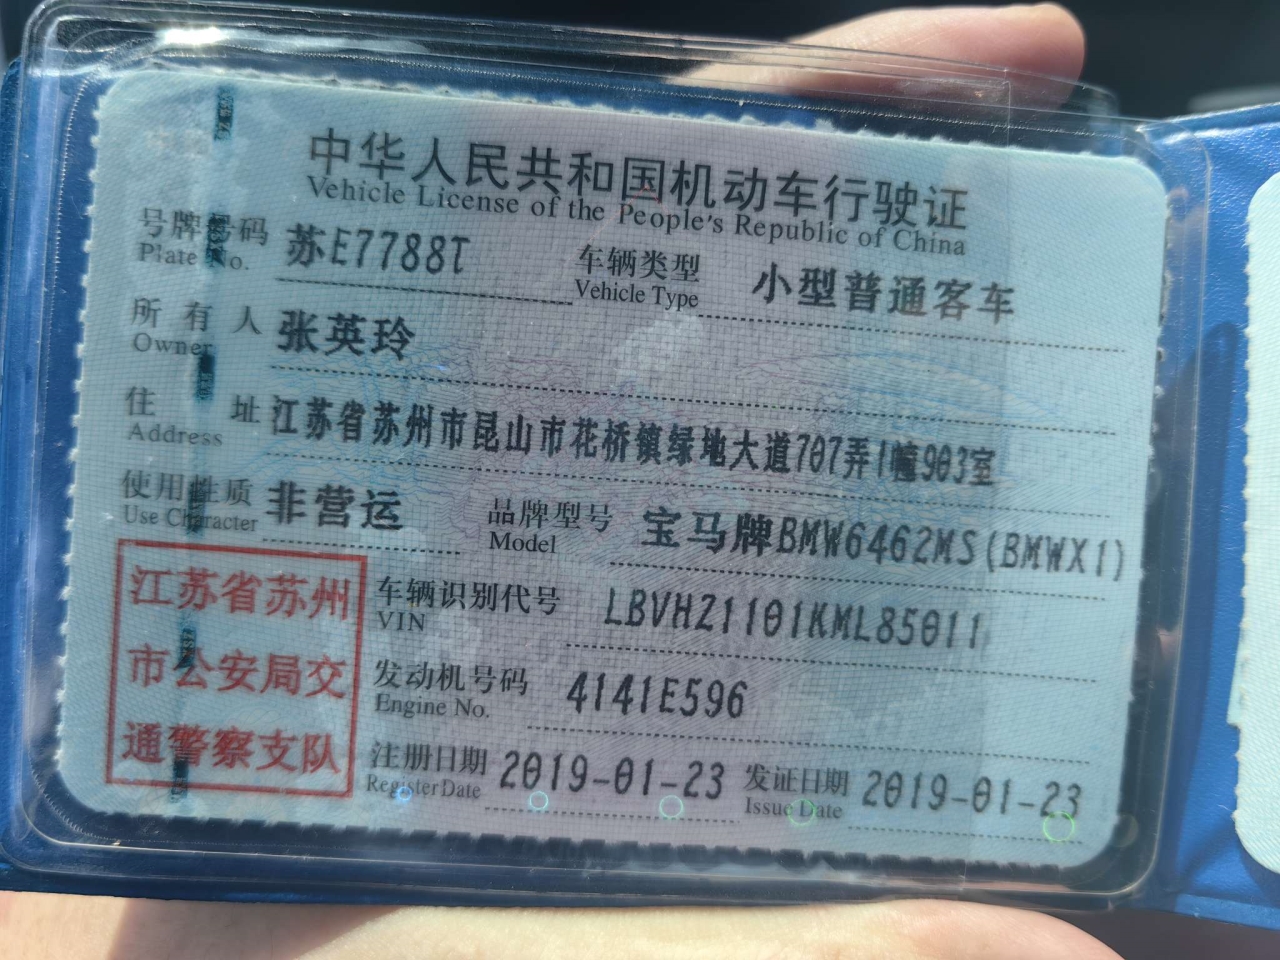 中华人民共和国机动车行驶证
Vehicle License of the People's Republic of China
号牌号码 苏E7788T 车辆类型 小型普通客车
Plate No. Vehicle Type
所有人 张英玲
Owner
住址 江苏省苏州市昆山市花桥镇绿地大道707弄1幢903室
Address
使用性质 非营运 品牌型号 宝马牌BMW6462MS(BMWX1)
Use Character Model
江苏省苏州
市公安局交
通警察支队
车辆识别代号 LBVHZ1101KML85011
VIN
发动机号码 4141E596
Engine No.
注册日期 2019-01-23 发证日期 2019-01-23
Register Date Issue Date